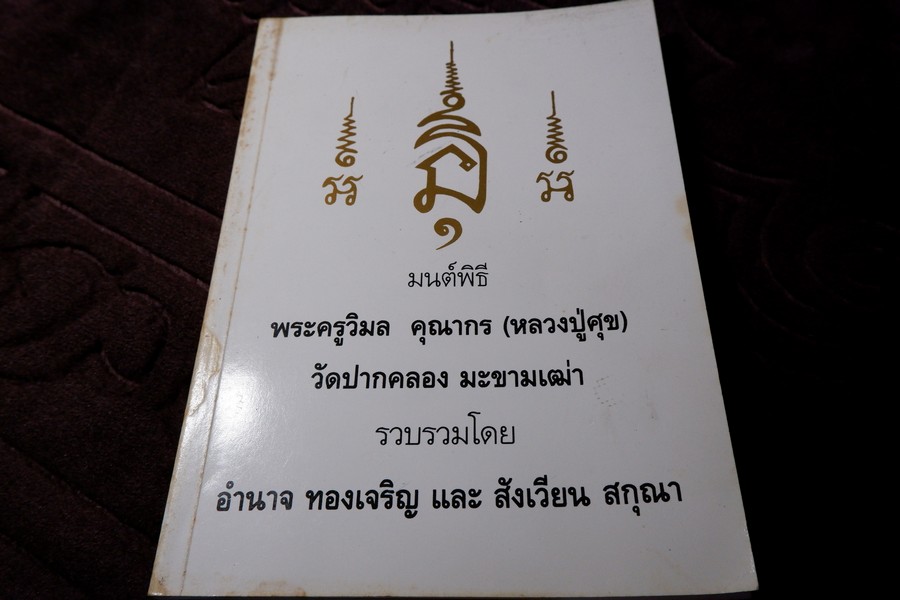 มนต์พิธี
พระครูวิมล คุณากร (หลวงปู่ศุข)
วัดปากคลอง มะขามเฒ่า
รวบรวมโดย
อำนาจ ทองเจริญ และ สังเวียน สกุณา